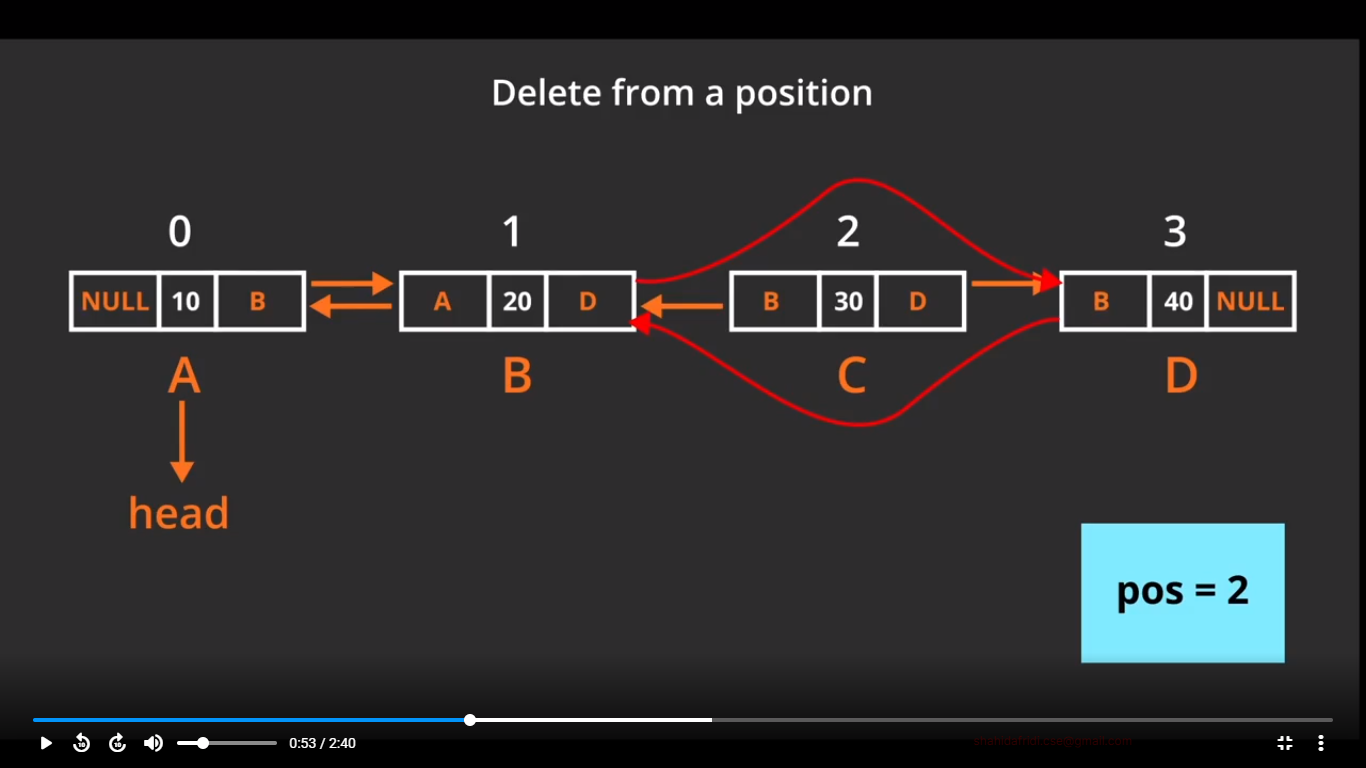 Delete from a position
0 1 2 3
NULL 10 B A 20 D B 30 D B 40 NULL
A B C D
head
pos = 2
0:53 / 2:40